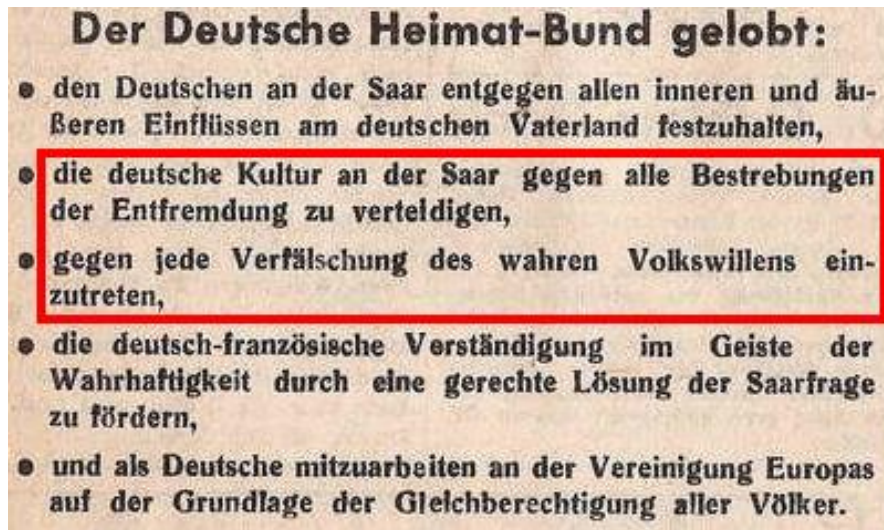 Der Deutsche Heimat-Bund gelobt:
• den Deutschen an der Saar entgegen allen inneren und äu-
ßeren Einflüssen am deutschen Vaterland festzuhalten,
• die deutsche Kultur an der Saar gegen alle Bestrebungen
der Entfremdung zu verteidigen,
• gegen jede Verfälschung des wahren Volkswillens ein-
zutreten,
• die deutsch-französische Verständigung im Geiste der
Wahrhaftigkeit durch eine gerechte Lösung der Saarfrage
zu fördern,
• und als Deutsche mitzuarbeiten an der Vereinigung Europas
auf der Grundlage der Gleichberechtigung aller Völker.